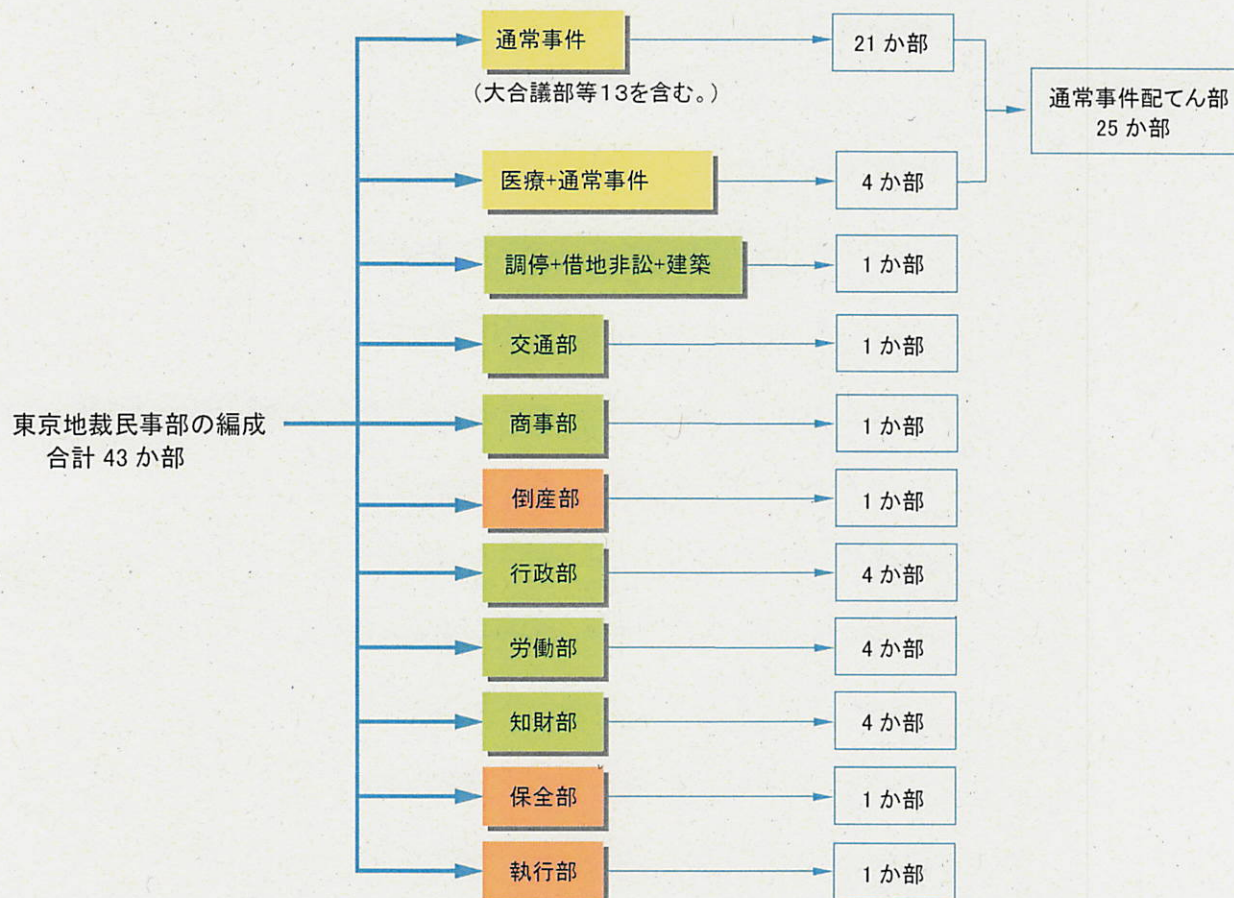 東京地裁民事部の編成
合計 43 か部
通常事件
(大合議部等13を含む。)
21 か部
医療+通常事件
4 か部
通常事件配てん部
25 か部
調停+借地非訟+建築
1 か部
交通部
1 か部
商事部
1 か部
倒産部
1 か部
行政部
4 か部
労働部
4 か部
知財部
4 か部
保全部
1 か部
執行部
1 か部